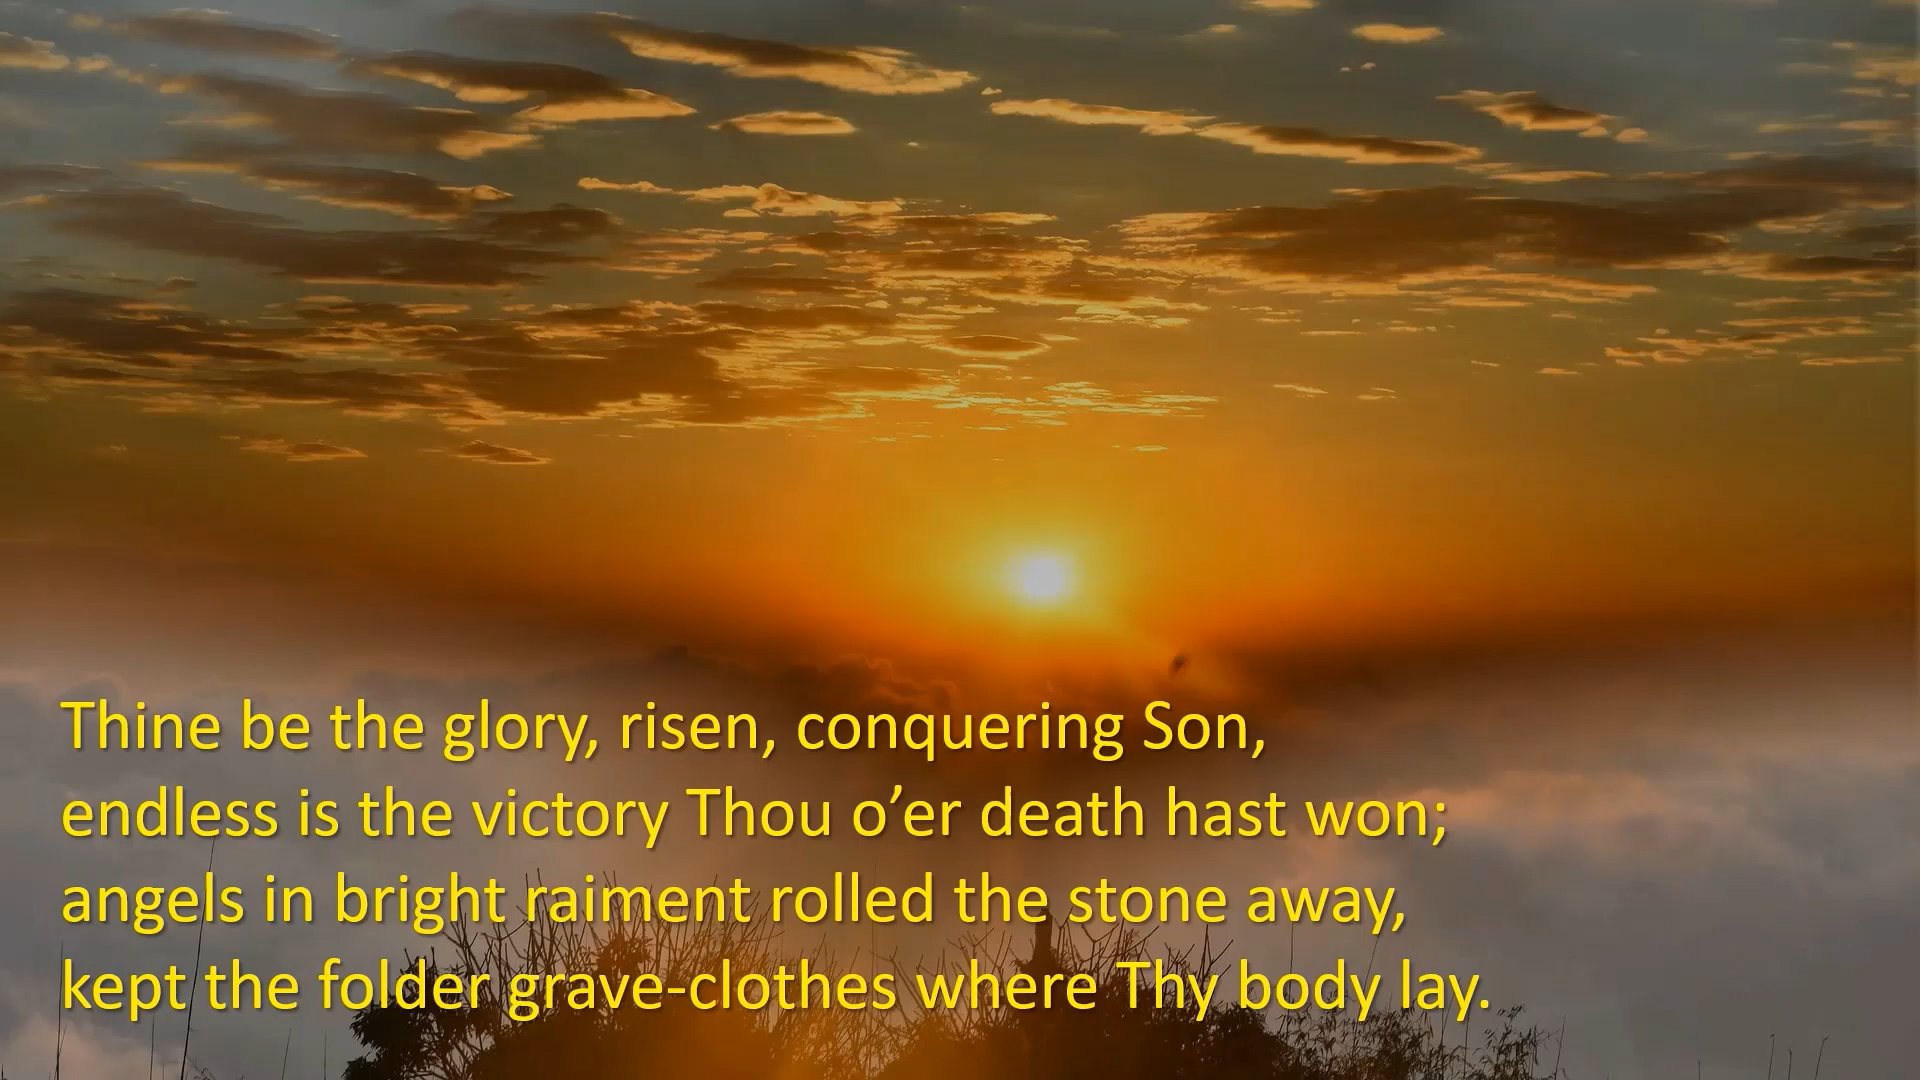 Thine be the glory, risen, conquering Son,
endless is the victory Thou o’er death hast won;
angels in bright raiment rolled the stone away,
kept the folder grave-clothes where Thy body lay.